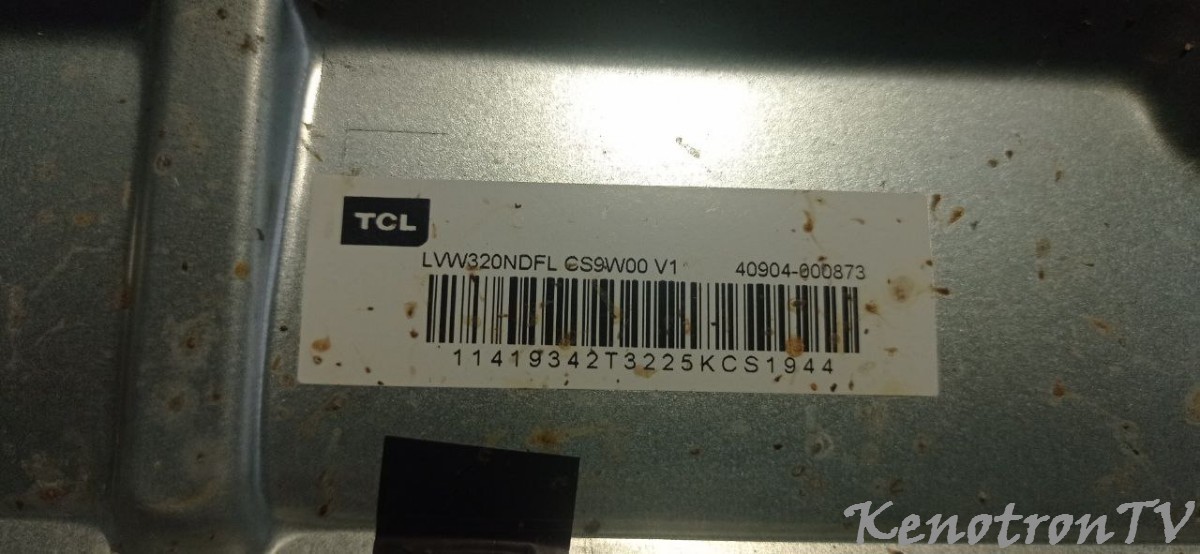 TCL
LVW320NDFL CS9W00 V1 40904-000873
11419342T3225KCS1944
KenotronTV